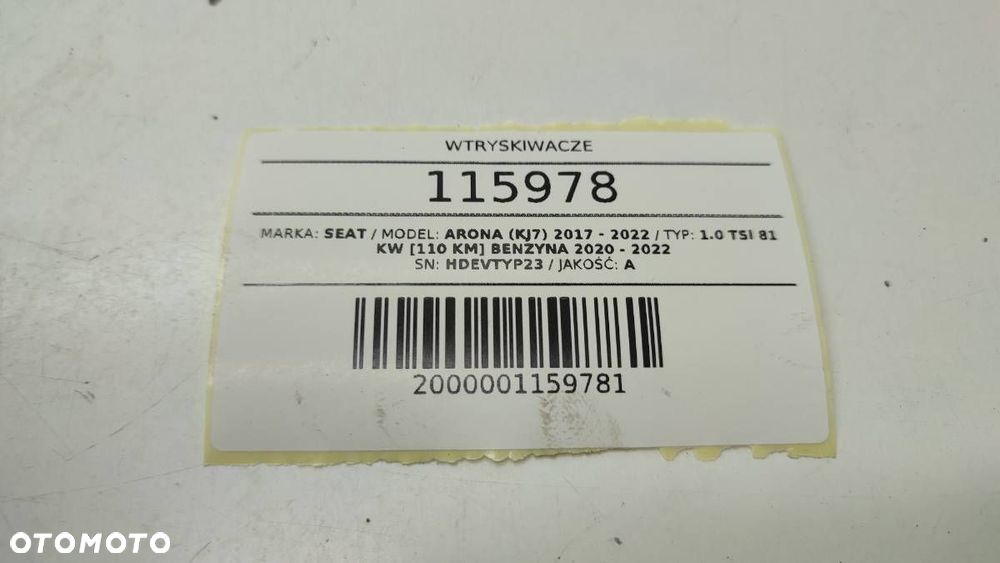 WTRYSKIWACZE
115978
MARKA: SEAT / MODEL: ARONA (KJ7) 2017 - 2022 / TYP: 1.0 TSI 81
KW [110 KM] BENZYNA 2020 - 2022
SN: HDEVTYP23 / JAKOŚĆ: A
2000001159781
OTOMOTO